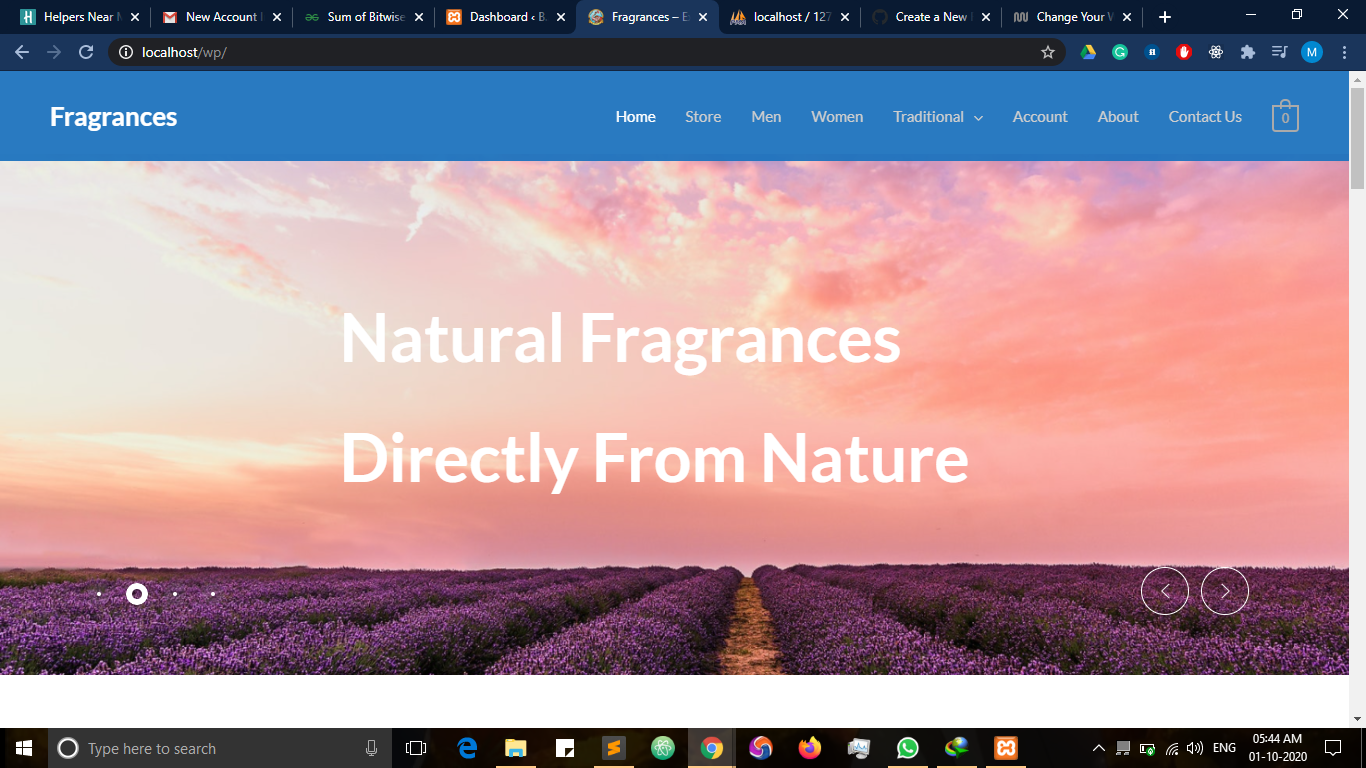 Helpers Near
New Account
Sum of Bitwise
Dashboard ‹ B
Fragrances – E
localhost / 127
Create a New
Change Your
localhost/wp/
M
Fragrances
Home
Store
Men
Women
Traditional
Account
About
Contact Us
0
Natural Fragrances
Directly From Nature
Type here to search
ENG
05:44 AM
01-10-2020